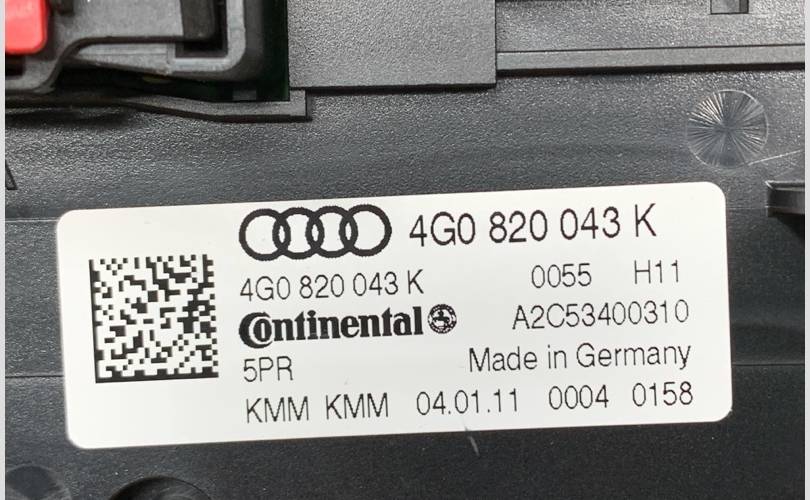 4G0 820 043 K
4G0 820 043 K 0055 H11
Continental A2C53400310
5PR Made in Germany
KMM KMM 04.01.11 0004 0158